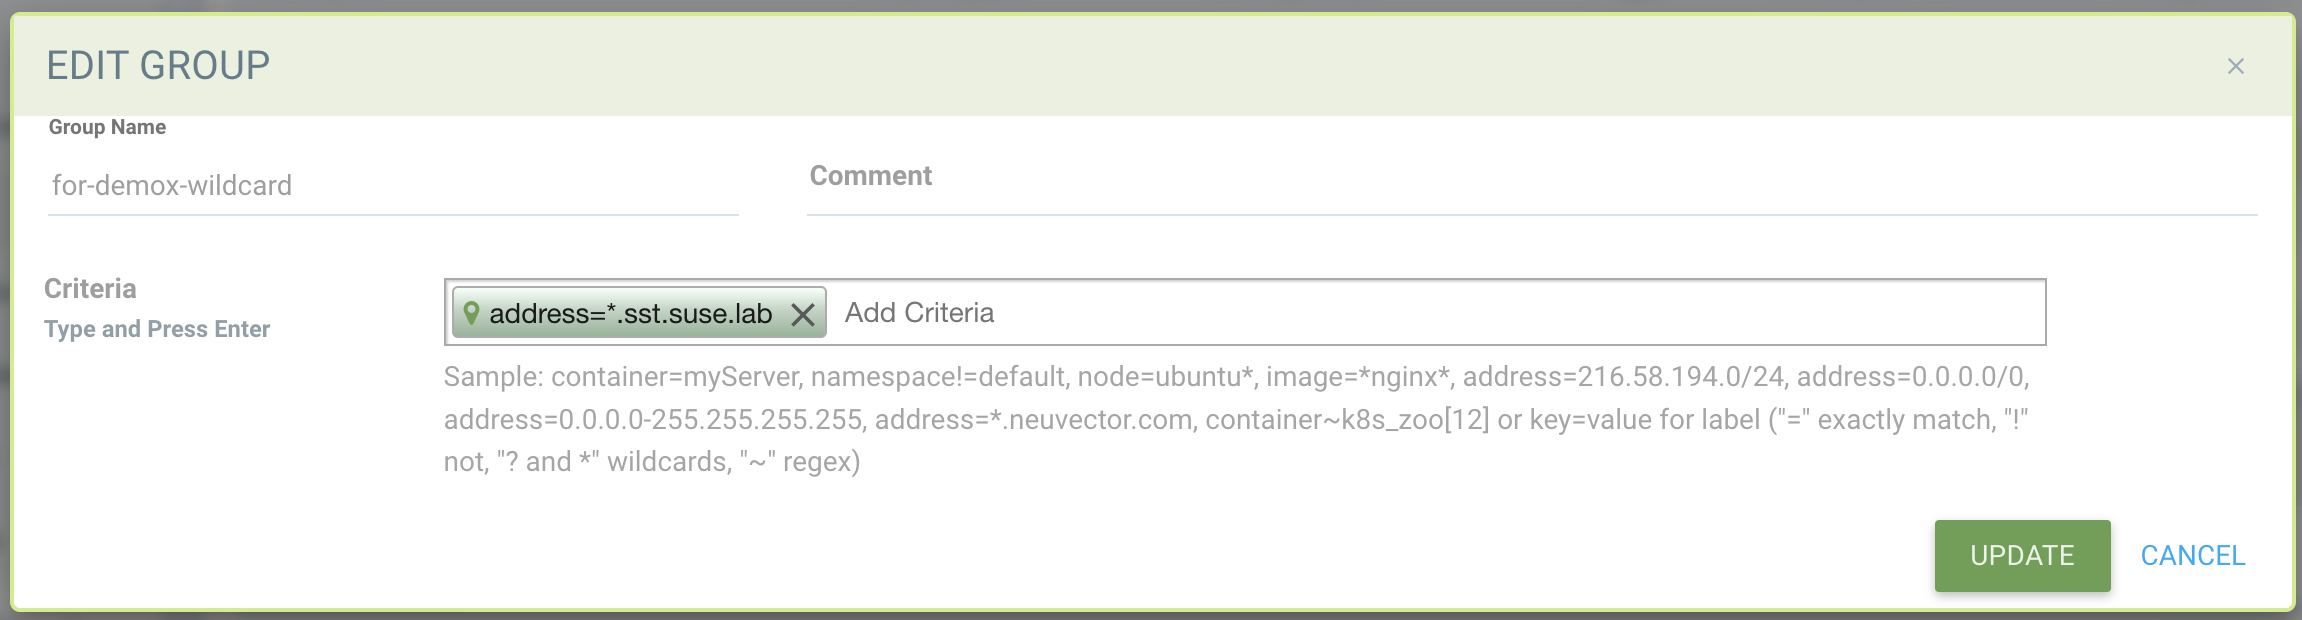 EDIT GROUP
Group Name
for-demox-wildcard
Comment
Criteria
Type and Press Enter
address=*.sst.suse.lab
Add Criteria
Sample: container=myServer, namespace!=default, node=ubuntu*, image=*nginx*, address=216.58.194.0/24, address=0.0.0.0/0,
address=0.0.0.0-255.255.255.255, address=*.neuvector.com, container~k8s_zoo[12] or key=value for label ("=" exactly match, "!"
not, "? and *" wildcards, "~" regex)
UPDATE
CANCEL